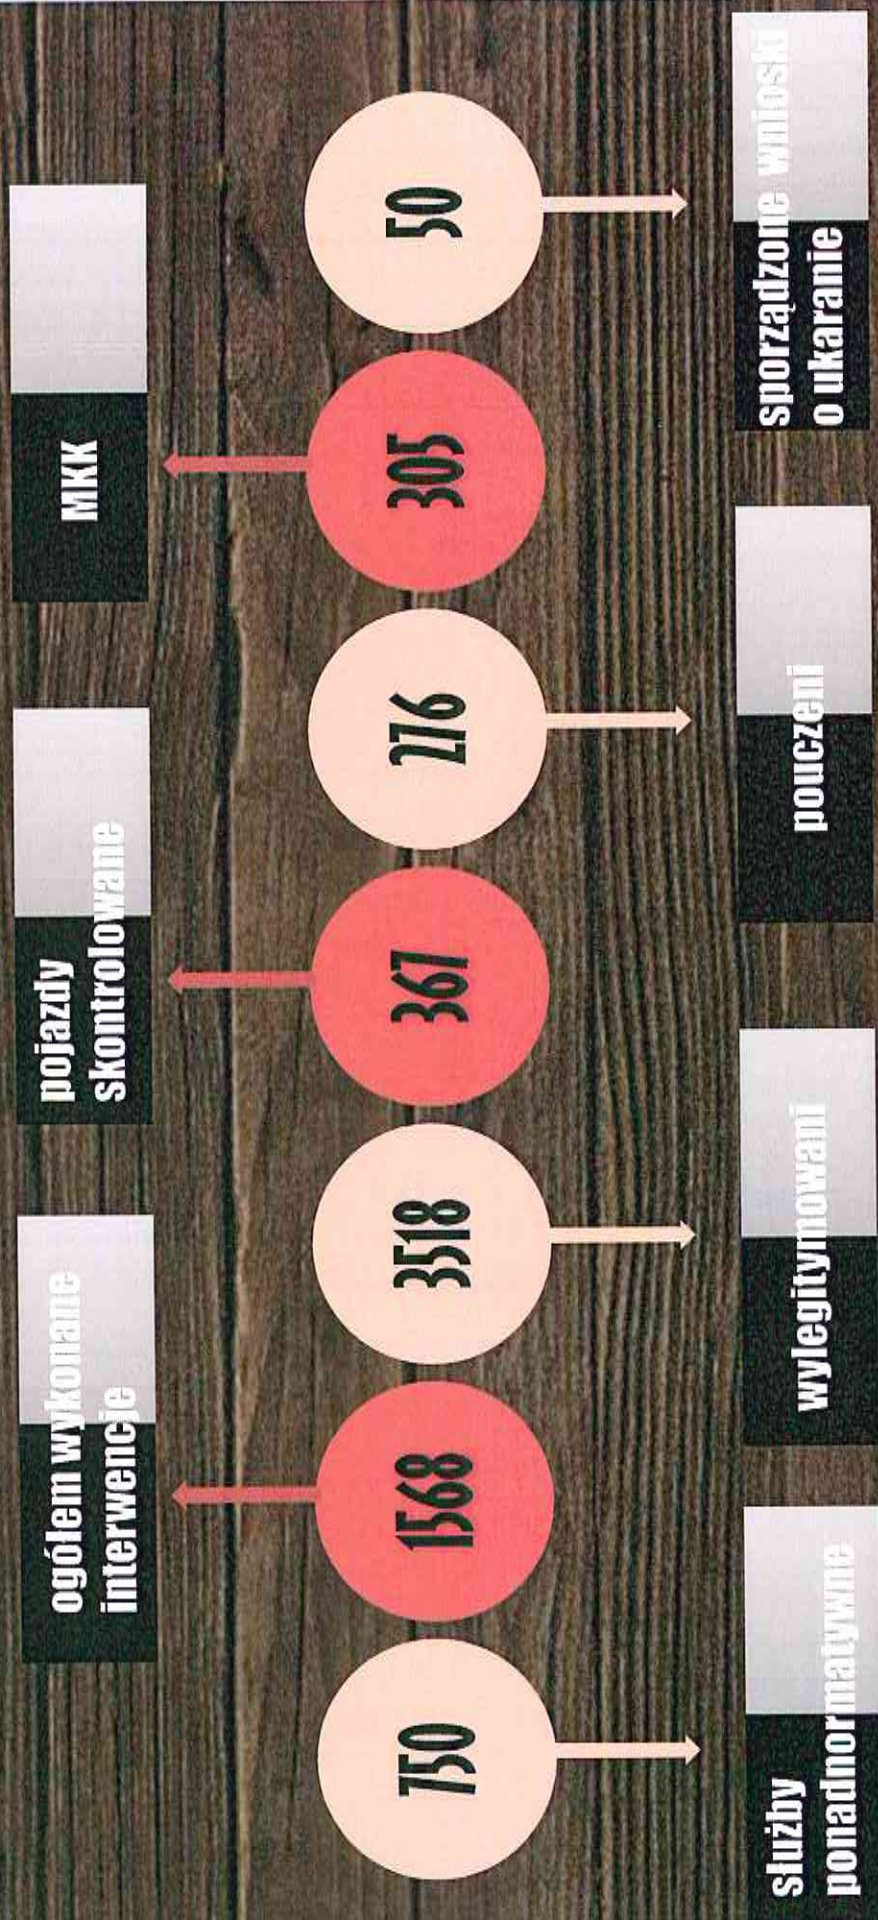 ogółem wykonane
interwencje
pojazdy
skontrolowane
MKK
750
1568
3518
367
276
305
50
służby
ponadnormatywne
wylegitymowani
pouczeni
sporządzone wnioski
o ukaranie